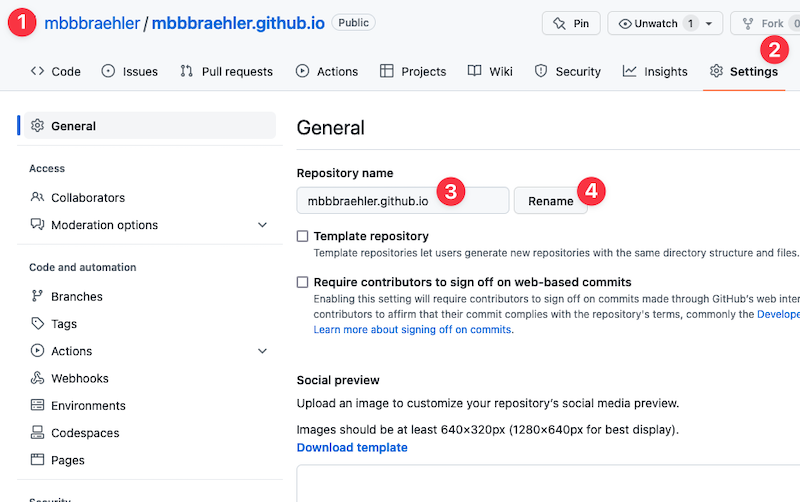 1 mbbbraehler / mbbbraehler.github.io Public Pin Unwatch 1 Fork 0
2
Code Issues Pull requests Actions Projects Wiki Security Insights Settings
General
Access
Collaborators
Moderation options
Code and automation
Branches
Tags
Actions
Webhooks
Environments
Codespaces
Pages
Security
General
Repository name
mbbbraehler.github.io 3 Rename 4
Template repository
Template repositories let users generate new repositories with the same directory structure and files.
Require contributors to sign off on web-based commits
Enabling this setting will require contributors to sign off on commits made through GitHub's web inter
contributors to affirm that their commit complies with the repository's terms, commonly the Develope
Learn more about signing off on commits.
Social preview
Upload an image to customize your repository's social media preview.
Images should be at least 640×320px (1280×640px for best display).
Download template